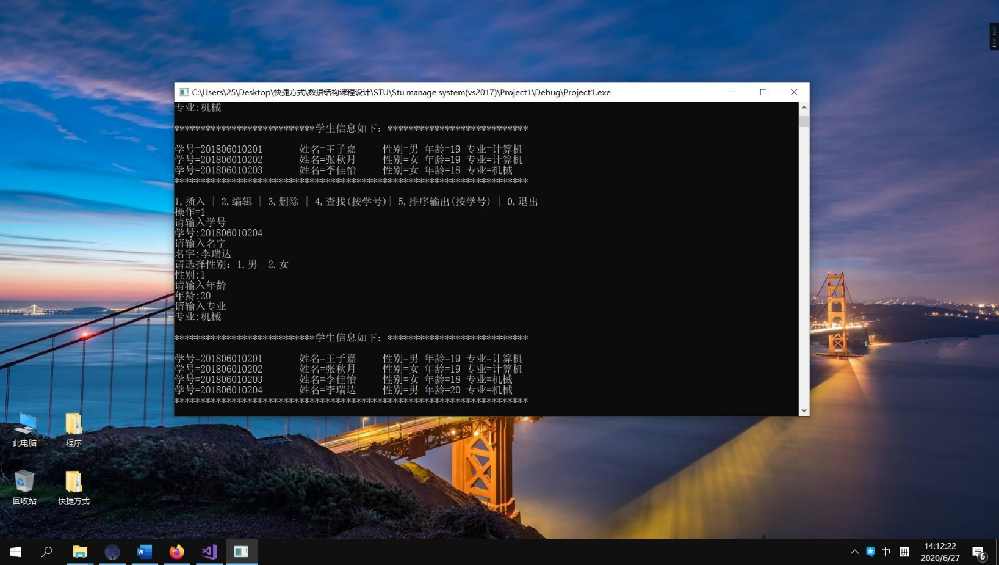 C:\Users\25\Desktop\快捷方式\数据结构课程设计\STU\Stu manage system(vs2017)\Project1\Debug\Project1.exe
专业:机械
***************************学生信息如下：***************************
学号=201806010201 姓名=王子嘉 性别=男 年龄=19 专业=计算机
学号=201806010202 姓名=张秋月 性别=女 年龄=19 专业=计算机
学号=201806010203 姓名=李佳怡 性别=女 年龄=18 专业=机械
********************************************************************
1,插入 | 2,编辑 | 3,删除 | 4,查找(按学号)| 5,排序输出(按学号) | 0,退出
操作=1
请输入学号
学号:201806010204
请输入名字
名字:李瑞达
请选择性别：1.男 2.女
性别:1
请输入年龄
年龄:20
请输入专业
专业:机械
***************************学生信息如下：***************************
学号=201806010201 姓名=王子嘉 性别=男 年龄=19 专业=计算机
学号=201806010202 姓名=张秋月 性别=女 年龄=19 专业=计算机
学号=201806010203 姓名=李佳怡 性别=女 年龄=18 专业=机械
学号=201806010204 姓名=李瑞达 性别=男 年龄=20 专业=机械
********************************************************************
此电脑 程序
回收站 快捷方式
中 拼 14:12:22
2020/6/27 6